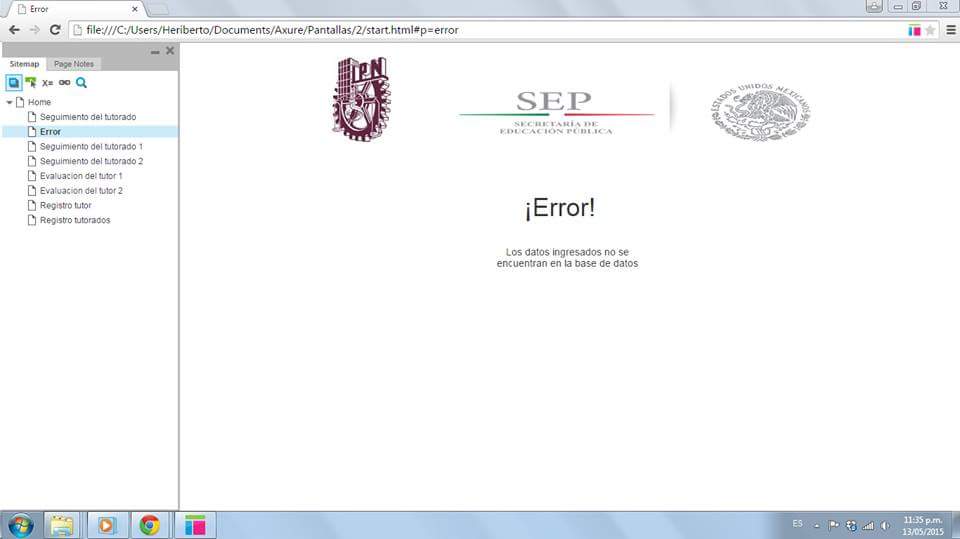 Error
file:///C:/Users/Heriberto/Documents/Axure/Pantallas/2/start.html#p=error
Sitemap Page Notes
X=
Home
Seguimiento del tutorado
Error
Seguimiento del tutorado 1
Seguimiento del tutorado 2
Evaluacion del tutor 1
Evaluacion del tutor 2
Registro tutor
Registro tutorados
IPN
SEP
SECRETARÍA DE
EDUCACIÓN PÚBLICA
ESTADOS UNIDOS MEXICANOS
¡Error!
Los datos ingresados no se
encuentran en la base de datos
ES
11:35 p.m.
13/05/2015